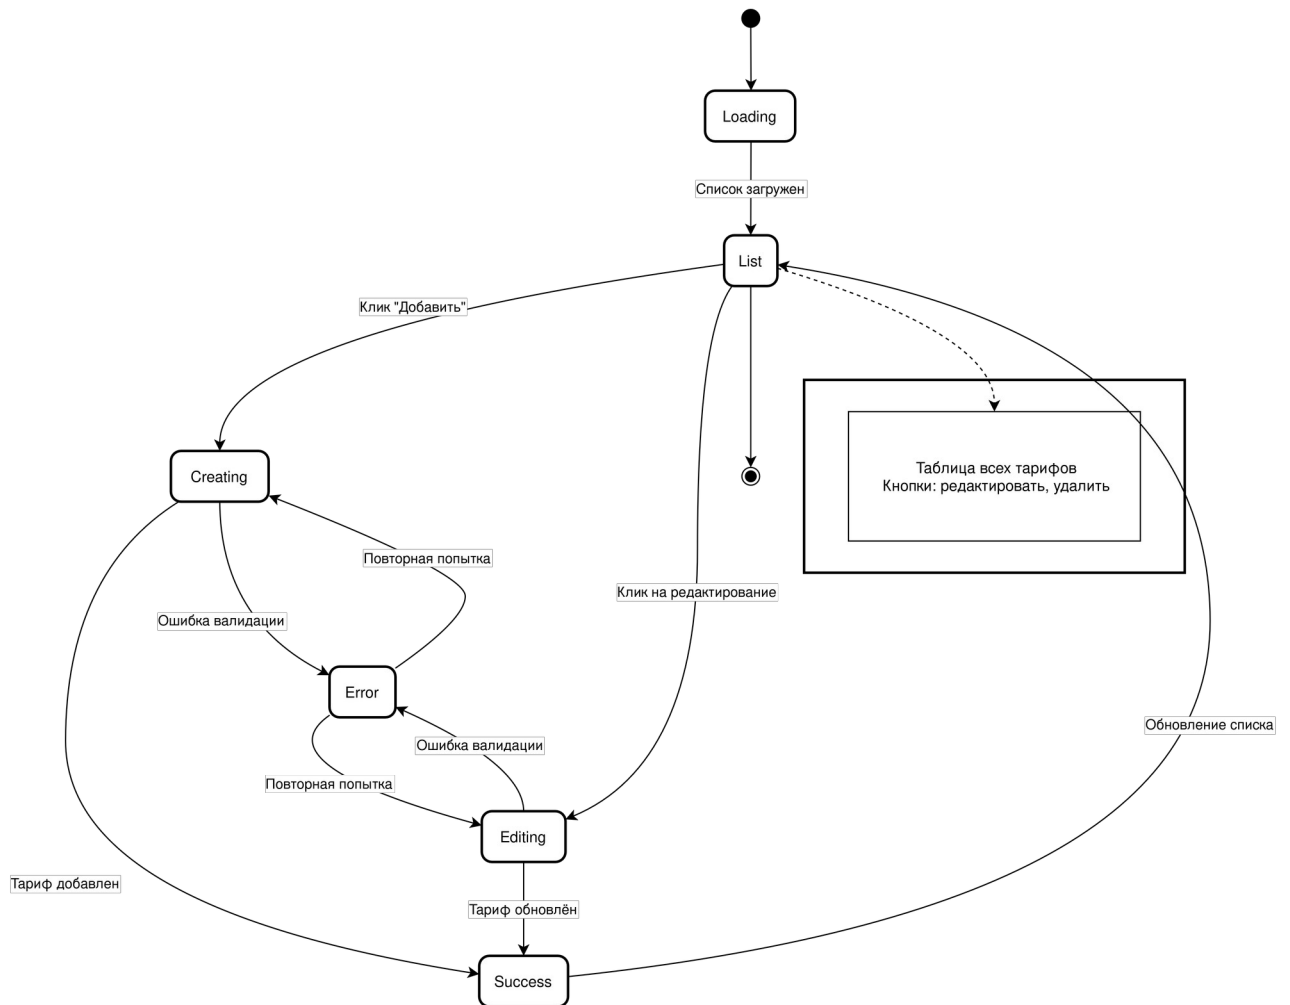 Loading
Список загружен
List
Клик "Добавить"
Таблица всех тарифов
Кнопки: редактировать, удалить
Creating
Повторная попытка
Клик на редактирование
Ошибка валидации
Error
Обновление списка
Ошибка валидации
Повторная попытка
Editing
Тариф добавлен
Тариф обновлён
Success